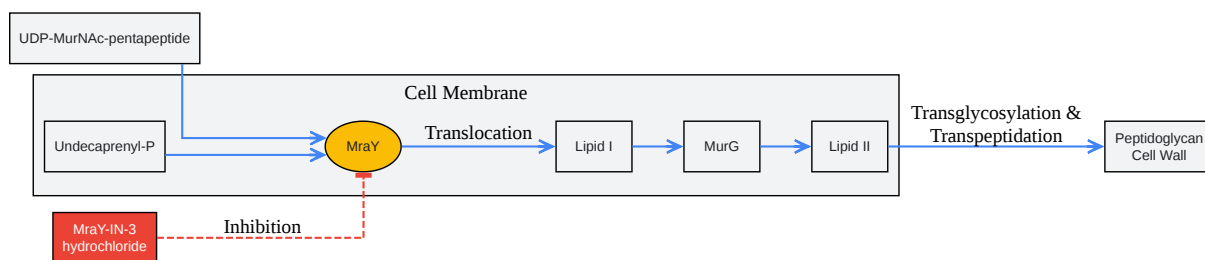 UDP-MurNAc-pentapeptide
Cell Membrane
Undecaprenyl-P
MraY
Translocation
Lipid I
MurG
Lipid II
Transglycosylation &
Transpeptidation
Peptidoglycan
Cell Wall
MraY-IN-3
hydrochloride
Inhibition